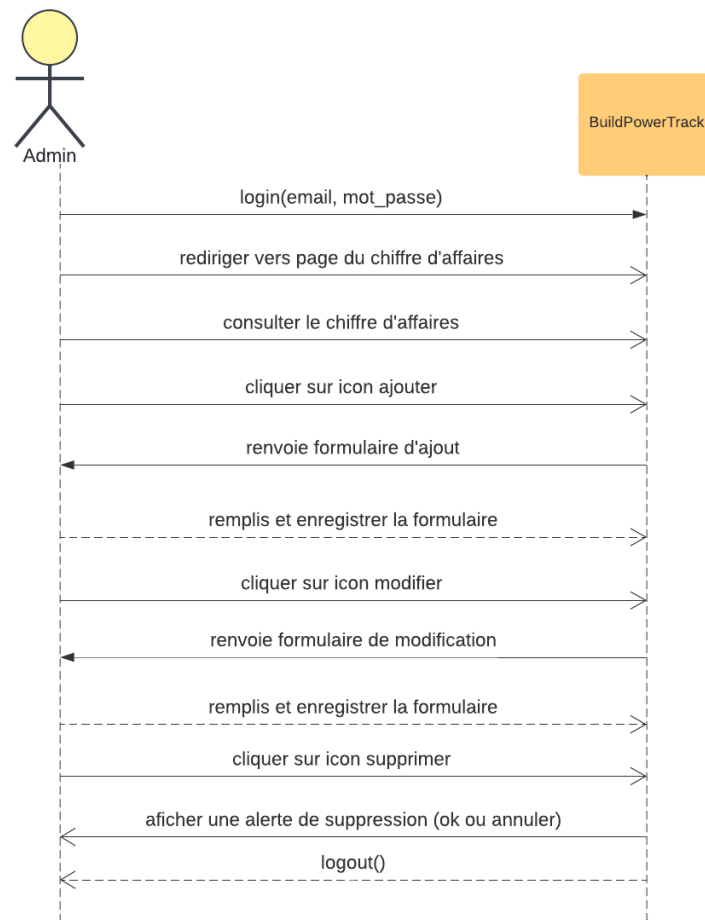 Admin
BuildPowerTrack
login(email, mot_passe)
rediriger vers page du chiffre d'affaires
consulter le chiffre d'affaires
cliquer sur icon ajouter
renvoie formulaire d'ajout
remplis et enregistrer la formulaire
cliquer sur icon modifier
renvoie formulaire de modification
remplis et enregistrer la formulaire
cliquer sur icon supprimer
aficher une alerte de suppression (ok ou annuler)
logout()